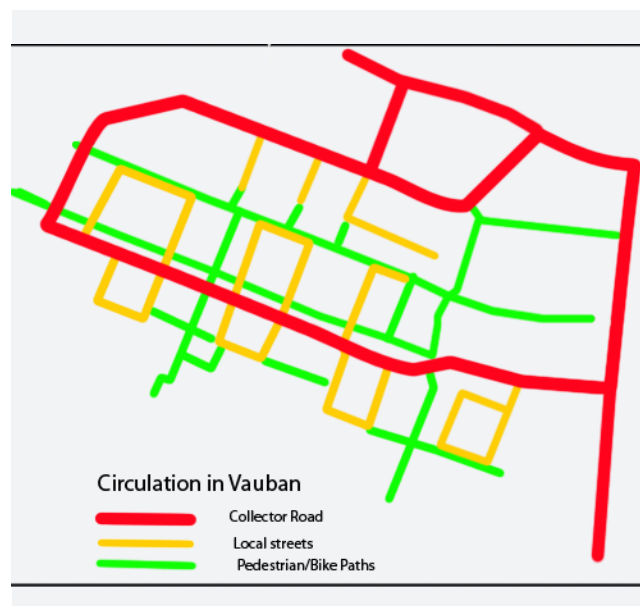 Circulation in Vauban
Collector Road
Local streets
Pedestrian/Bike Paths